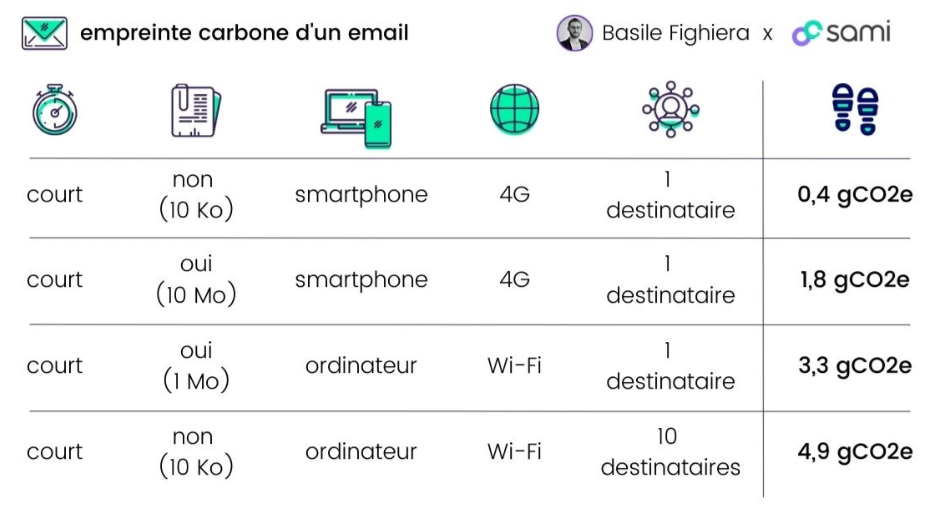 empreinte carbone d'un email
Basile Fighiera x sami
court
non
(10 Ko)
smartphone
4G
1
destinataire
0,4 gCO2e
court
oui
(10 Mo)
smartphone
4G
1
destinataire
1,8 gCO2e
court
oui
(1 Mo)
ordinateur
Wi-Fi
1
destinataire
3,3 gCO2e
court
non
(10 Ko)
ordinateur
Wi-Fi
10
destinataires
4,9 gCO2e